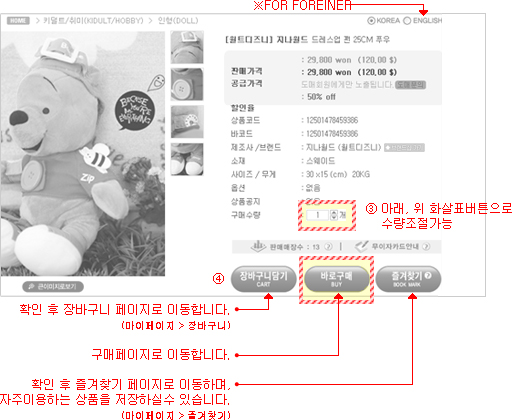 ※FOR FOREINER
HOME > 키덜트/취미(KIDULT/HOBBY) > 인형(DOLL)
KOREA ENGLISH
[월트디즈니] 지나월드 드레스업 펀 25CM 푸우
: 29,800 won (120,00 $)
판매가격 : 29,800 won (120,00 $)
공급가격 도매회원에게만 노출됩니다.
: 50% off
할인율
상품코드 : 12501478459386
바코드 : 12501478459386
제조사/브랜드 : 지나월드 (월트디즈니)
소재 : 스웨이드
사이즈 / 무게 : 30×15 (cm) 20KG
옵션 : 없음
상품공지
구매수량 1 개
③ 아래, 위 화살표버튼으로
수량조절가능
판매매장수 : 13 무이자카드안내
ZIP
큰이미지로보기
④ 장바구니담기 CART
바로구매 BUY
즐겨찾기 BOOK MARK
확인 후 장바구니 페이지로 이동합니다.
(마이페이지 > 장바구니)
구매페이지로 이동합니다.
확인 후 즐겨찾기 페이지로 이동하며,
자주이용하는 상품을 저장하실수 있습니다.
(마이페이지 > 즐겨찾기)